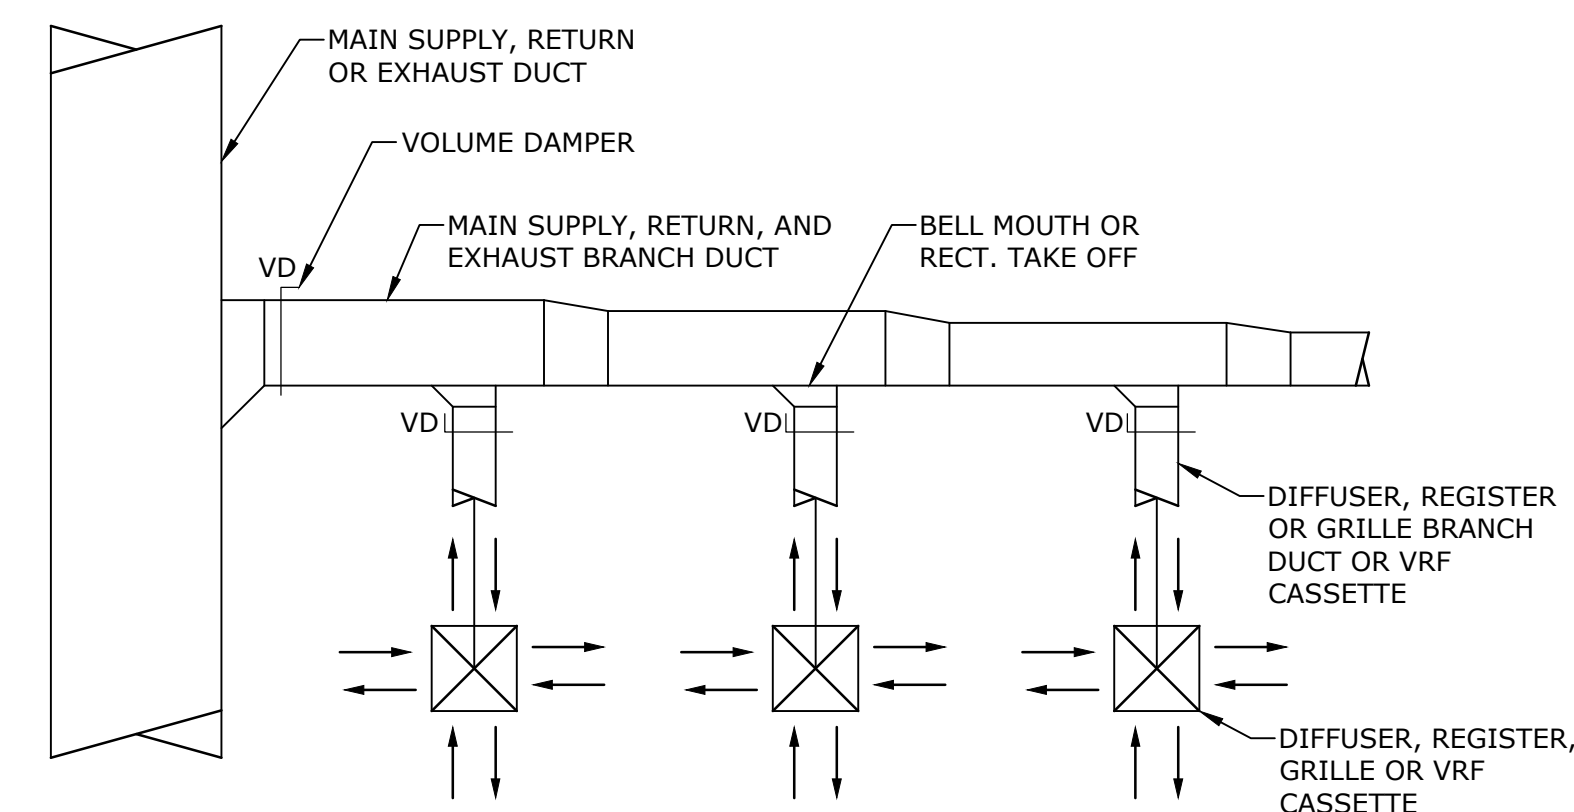 MAIN SUPPLY, RETURN
OR EXHAUST DUCT
VOLUME DAMPER
MAIN SUPPLY, RETURN, AND
EXHAUST BRANCH DUCT
BELL MOUTH OR
RECT. TAKE OFF
VD
VD
VD
VD
DIFFUSER, REGISTER
OR GRILLE BRANCH
DUCT OR VRF
CASSETTE
DIFFUSER, REGISTER,
GRILLE OR VRF
CASSETTE